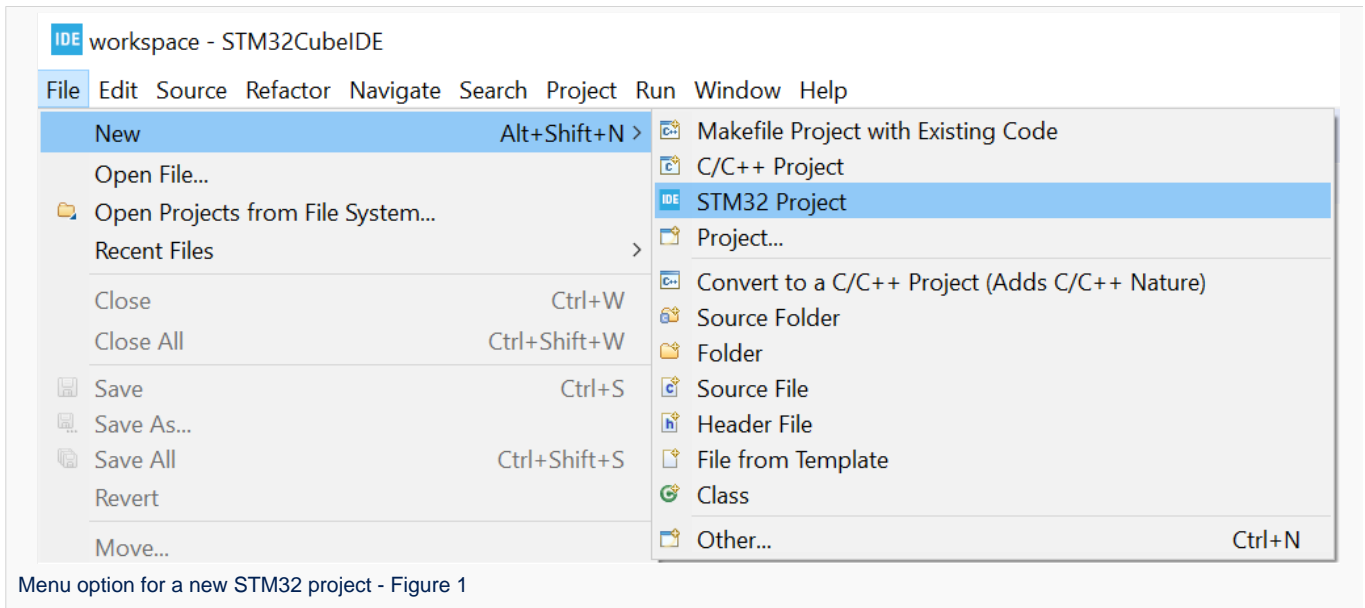 IDE workspace - STM32CubeIDE
File Edit Source Refactor Navigate Search Project Run Window Help
New Alt+Shift+N >
Open File...
Open Projects from File System...
Recent Files >
Close Ctrl+W
Close All Ctrl+Shift+W
Save Ctrl+S
Save As...
Save All Ctrl+Shift+S
Revert
Move...
Makefile Project with Existing Code
C/C++ Project
IDE STM32 Project
Project...
Convert to a C/C++ Project (Adds C/C++ Nature)
Source Folder
Folder
Source File
Header File
File from Template
Class
Other... Ctrl+N
Menu option for a new STM32 project - Figure 1